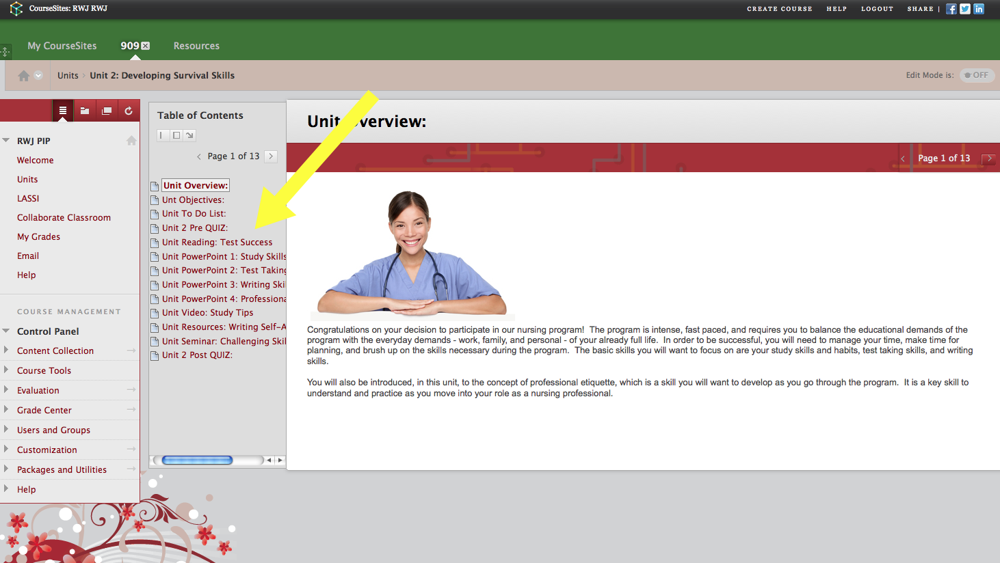 CourseSites: RWJ RWJ
CREATE COURSE HELP LOGOUT SHARE |
My CourseSites 909 Resources
Units › Unit 2: Developing Survival Skills
Edit Mode is: OFF
RWJ PIP
Welcome
Units
LASSI
Collaborate Classroom
My Grades
Email
Help
COURSE MANAGEMENT
Control Panel
Content Collection
Course Tools
Evaluation
Grade Center
Users and Groups
Customization
Packages and Utilities
Help
Table of Contents
Page 1 of 13
Unit Overview:
Unt Objectives:
Unit To Do List:
Unit 2 Pre QUIZ:
Unit Reading: Test Success
Unit PowerPoint 1: Study Skills
Unit PowerPoint 2: Test Taking
Unit PowerPoint 3: Writing Ski
Unit PowerPoint 4: Professiona
Unit Video: Study Tips
Unit Resources: Writing Self-A
Unit Seminar: Challenging Skil
Unit 2 Post QUIZ:
Unit Overview:
Page 1 of 13
Congratulations on your decision to participate in our nursing program! The program is intense, fast paced, and requires you to balance the educational demands of the
program with the everyday demands - work, family, and personal - of your already full life. In order to be successful, you will need to manage your time, make time for
planning, and brush up on the skills necessary during the program. The basic skills you will want to focus on are your study skills and habits, test taking skills, and writing
skills.
You will also be introduced, in this unit, to the concept of professional etiquette, which is a skill you will want to develop as you go through the program. It is a key skill to
understand and practice as you move into your role as a nursing professional.